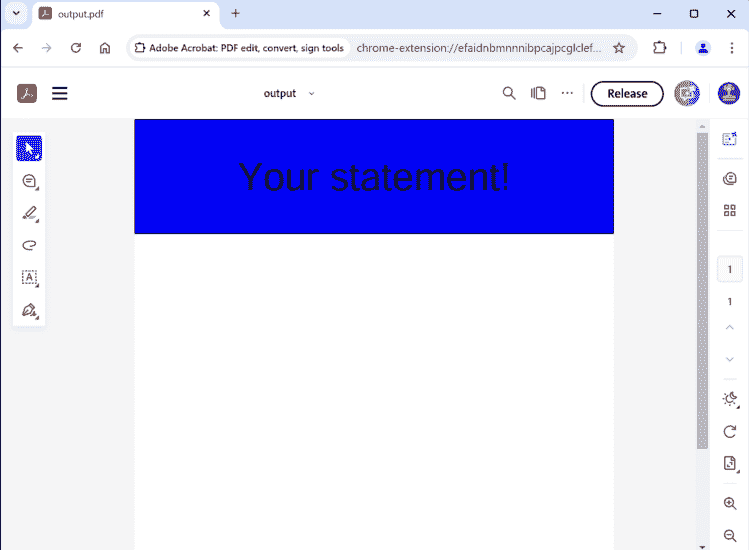 output.pdf
Adobe Acrobat: PDF edit, convert, sign tools
chrome-extension://efaidnbmnnnibpcajpcglclef...
output
Release
Your statement!
A
1
1